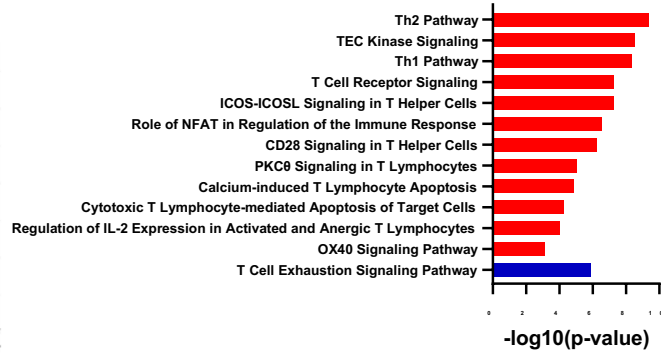 Th2 Pathway
TEC Kinase Signaling
Th1 Pathway
T Cell Receptor Signaling
ICOS-ICOSL Signaling in T Helper Cells
Role of NFAT in Regulation of the Immune Response
CD28 Signaling in T Helper Cells
PKCθ Signaling in T Lymphocytes
Calcium-induced T Lymphocyte Apoptosis
Cytotoxic T Lymphocyte-mediated Apoptosis of Target Cells
Regulation of IL-2 Expression in Activated and Anergic T Lymphocytes
OX40 Signaling Pathway
T Cell Exhaustion Signaling Pathway
0 2 4 6 8 1 0
-log10(p-value)